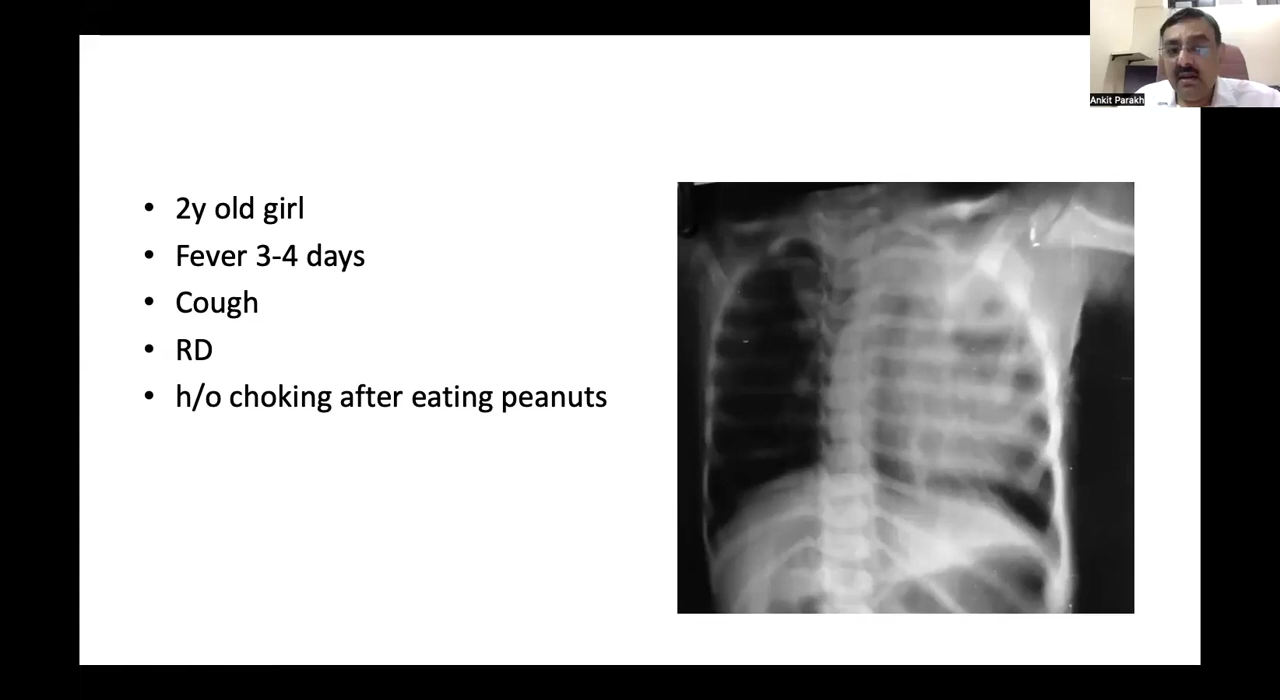 2y old girl
Fever 3-4 days
Cough
RD
h/o choking after eating peanuts
Ankit Parakh